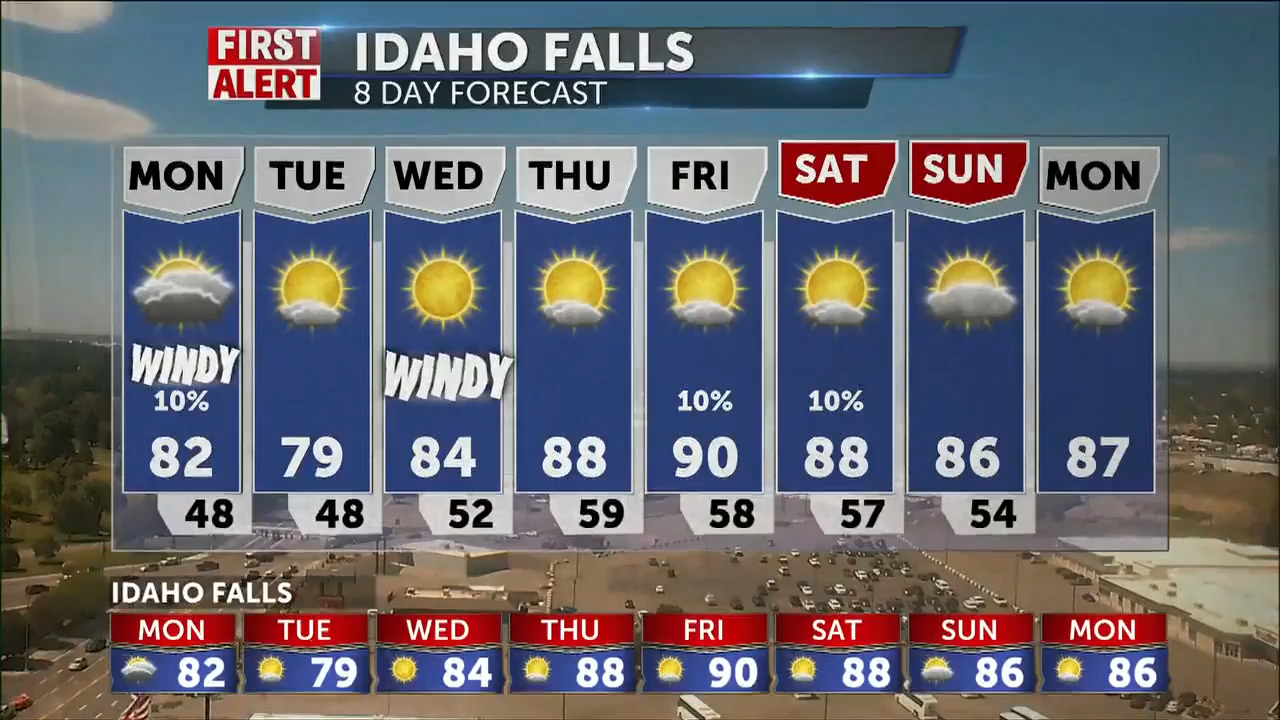 FIRST ALERT
IDAHO FALLS
8 DAY FORECAST
MON TUE WED THU FRI SAT SUN MON
WINDY WINDY
10% 10% 10%
82 79 84 88 90 88 86 87
48 48 52 59 58 57 54
IDAHO FALLS
MON TUE WED THU FRI SAT SUN MON
82 79 84 88 90 88 86 86